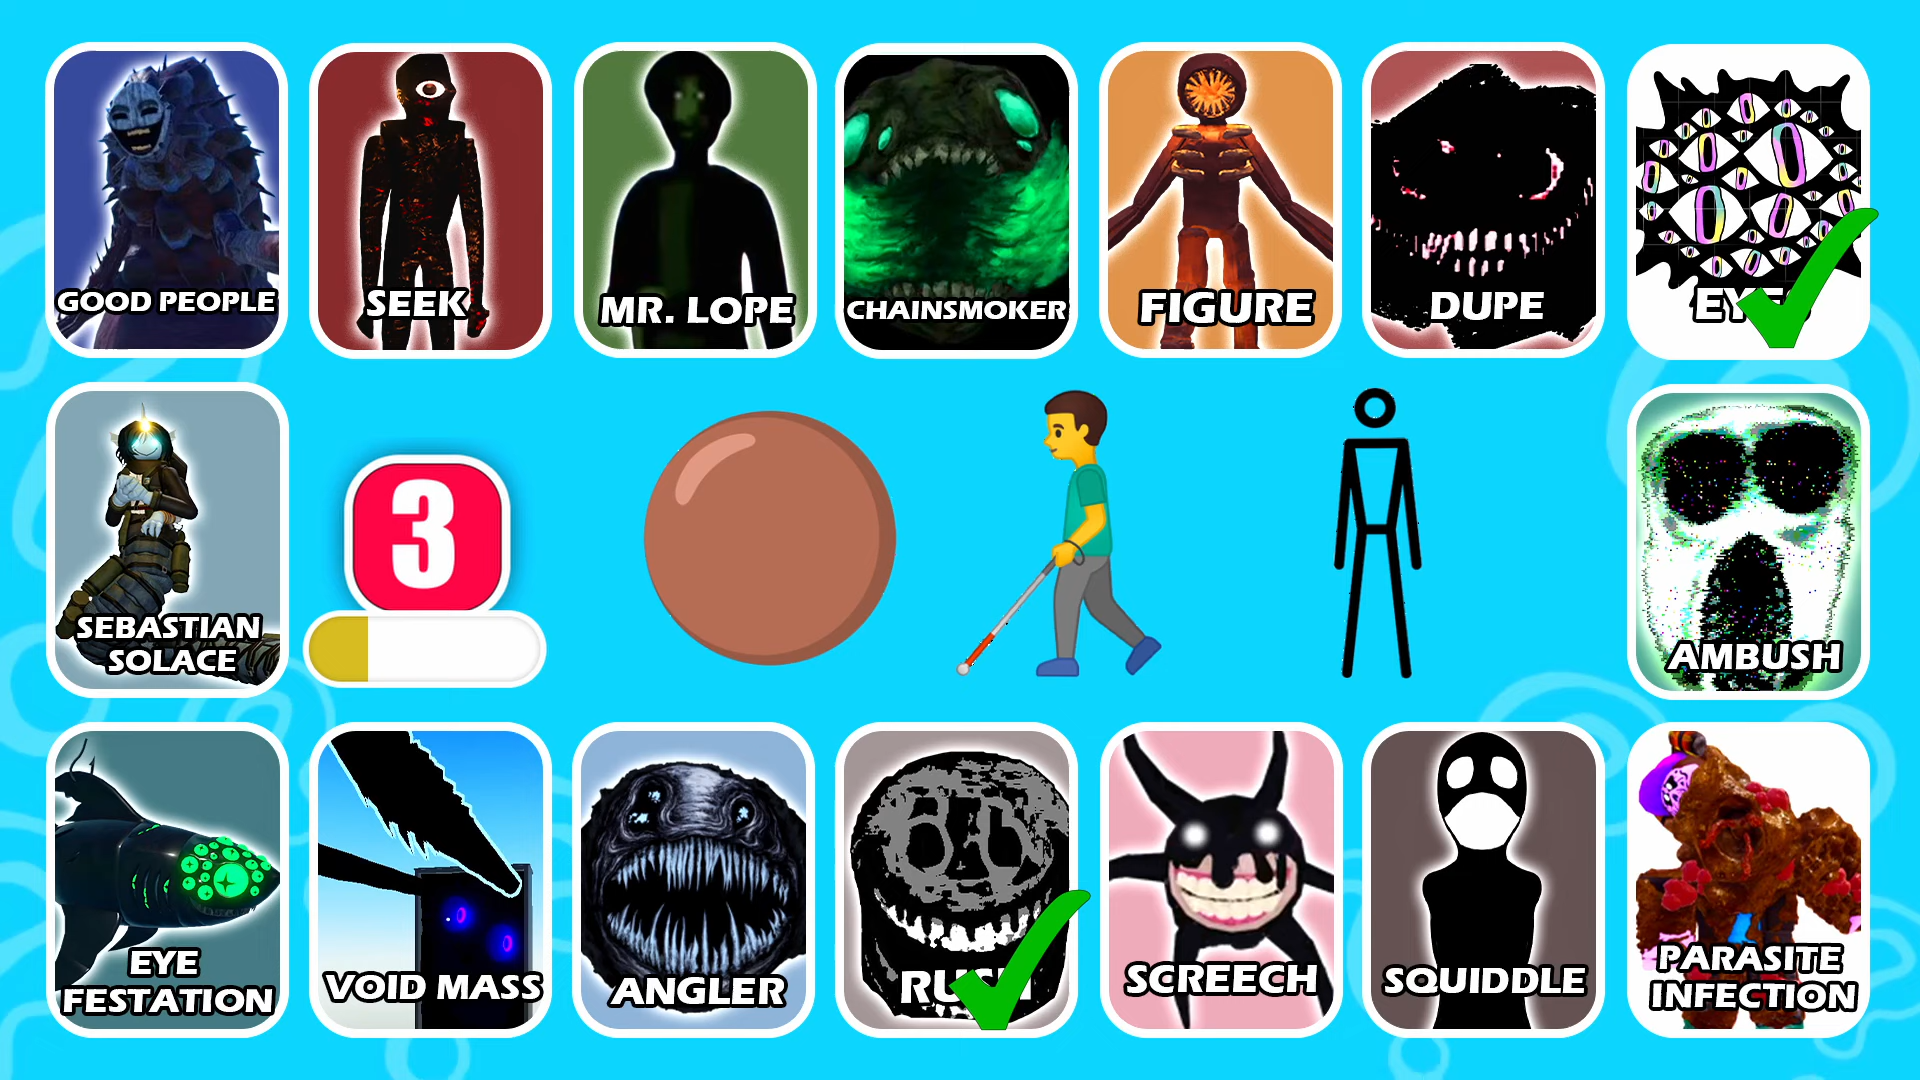 GOOD PEOPLE
SEEK
MR. LOPE
CHAINSMOKER
FIGURE
DUPE
SEBASTIAN
SOLACE
3
AMBUSH
EYE
FESTATION
VOID MASS
ANGLER
SCREECH
SQUIDDLE
PARASITE
INFECTION